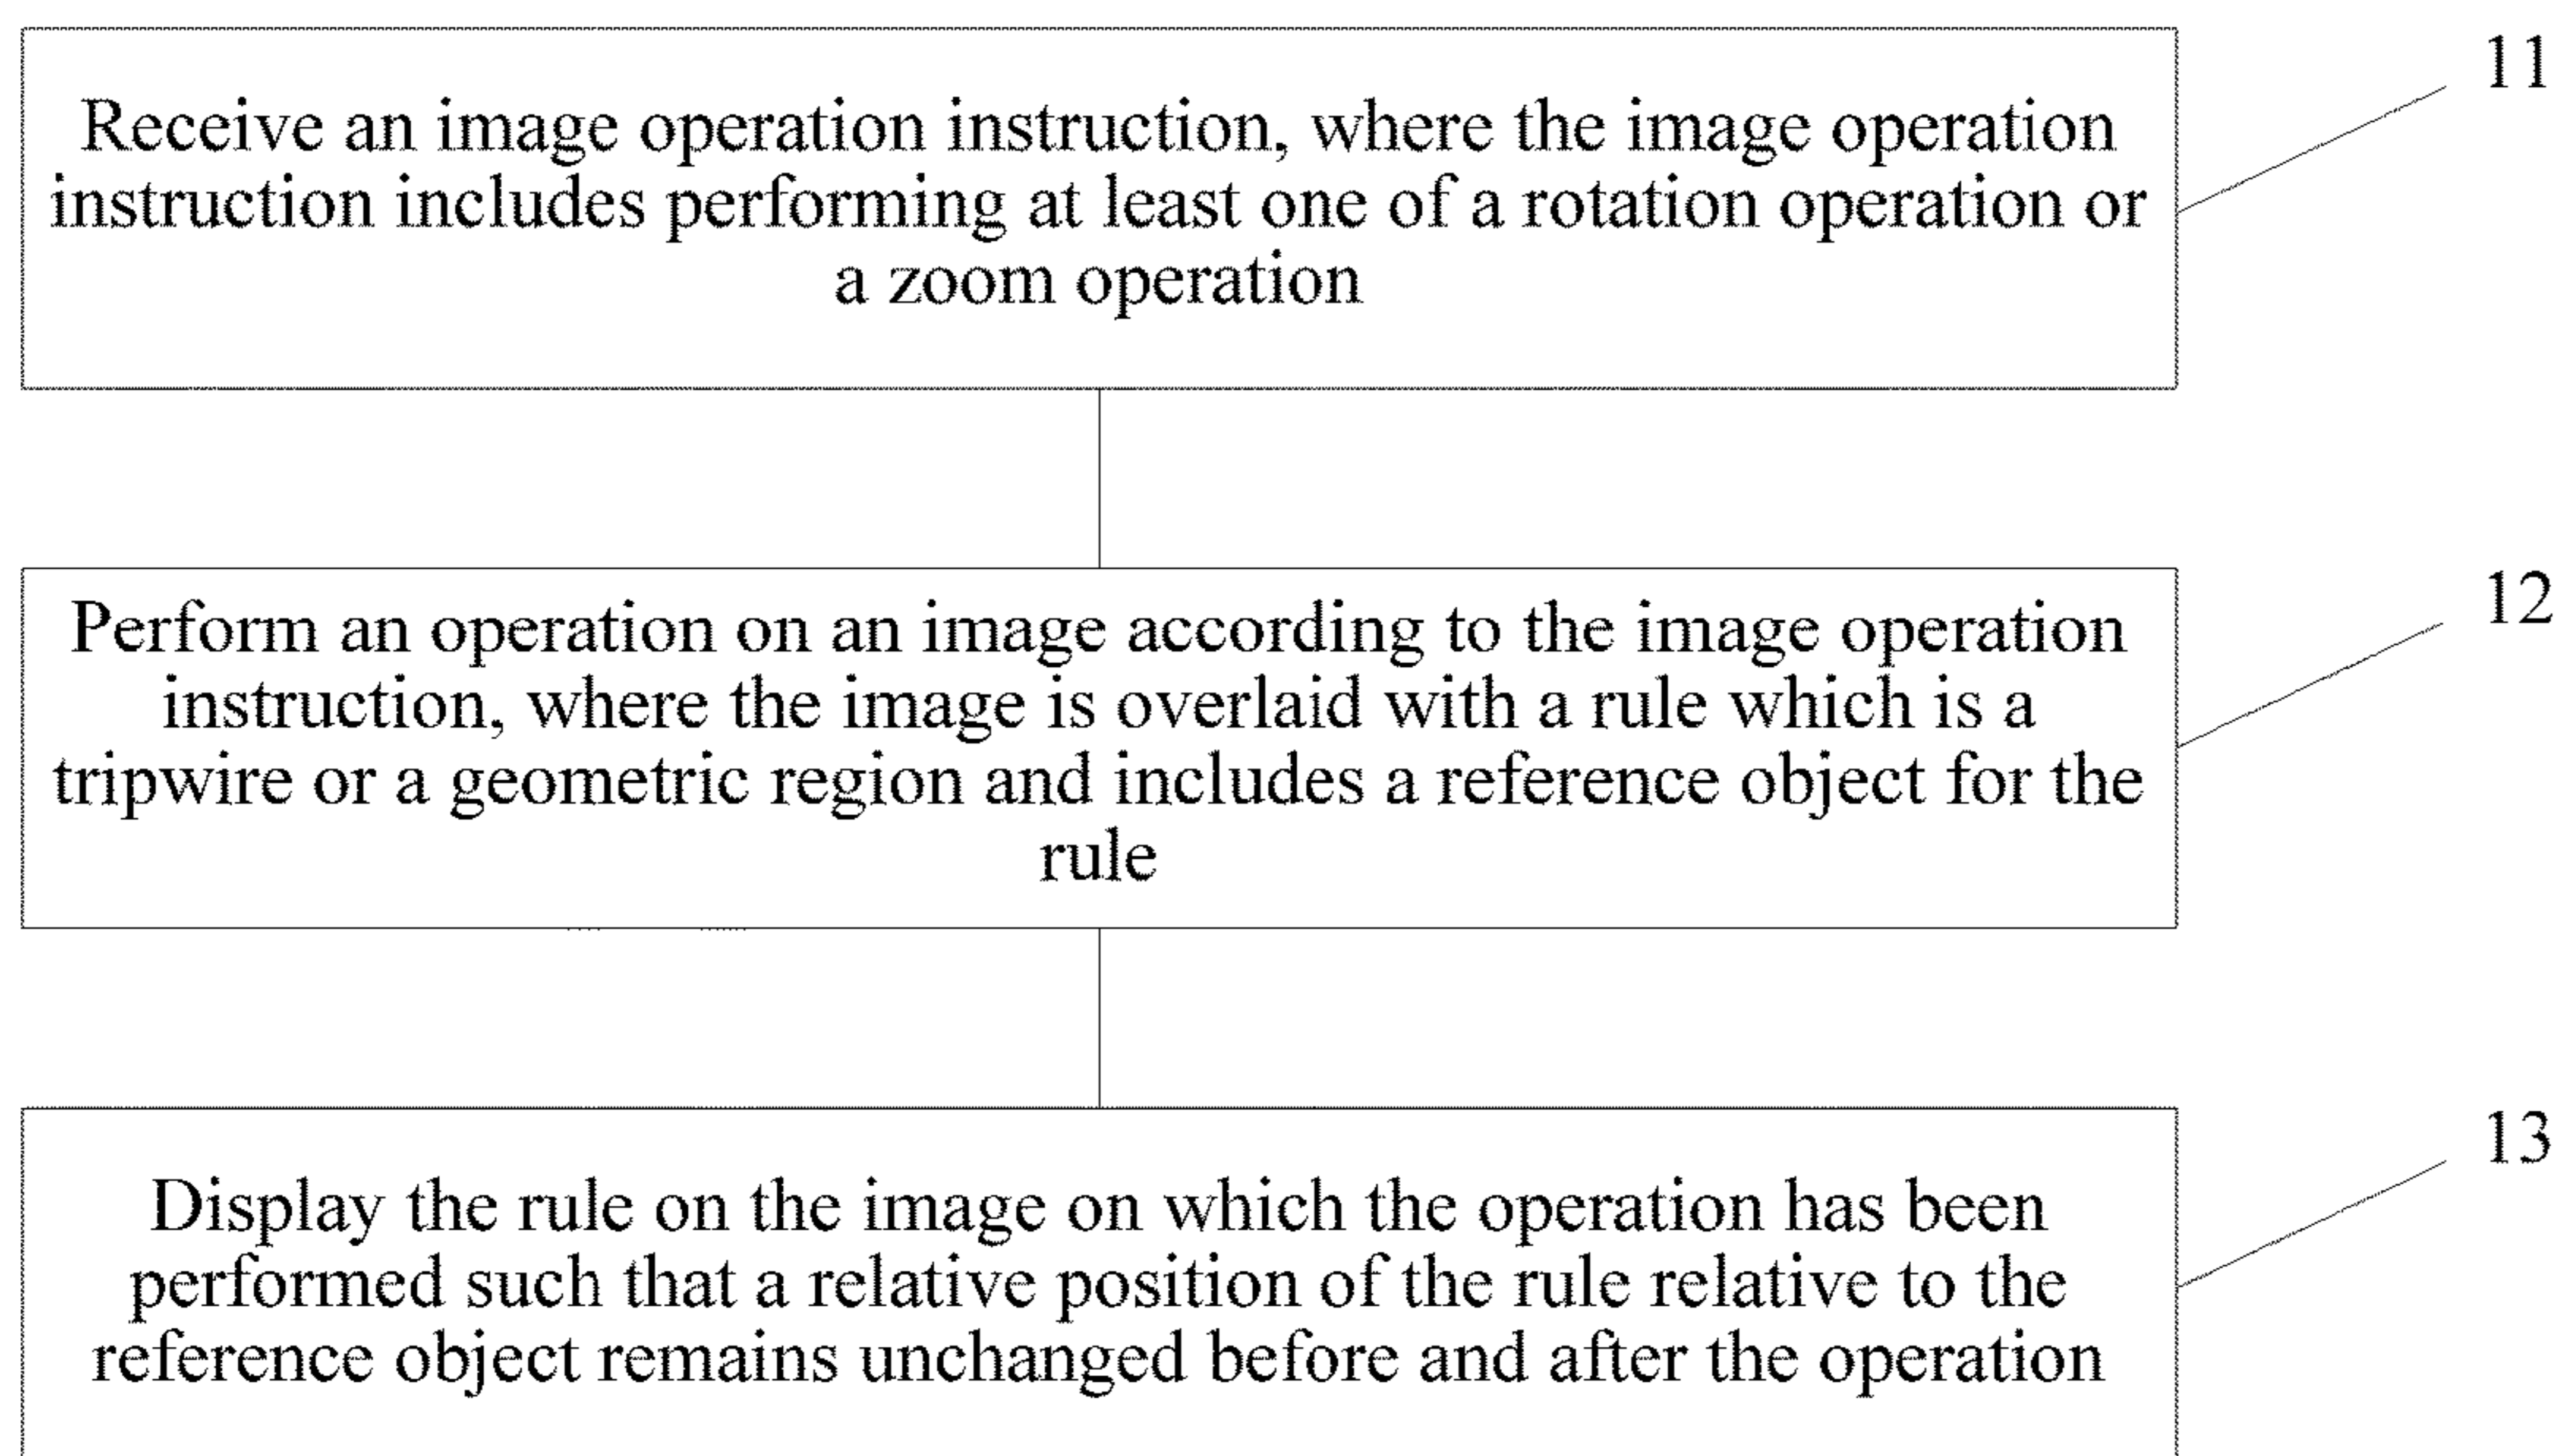 11
Receive an image operation instruction, where the image operation
instruction includes performing at least one of a rotation operation or
a zoom operation
12
Perform an operation on an image according to the image operation
instruction, where the image is overlaid with a rule which is a
tripwire or a geometric region and includes a reference object for the
rule
13
Display the rule on the image on which the operation has been
performed such that a relative position of the rule relative to the
reference object remains unchanged before and after the operation